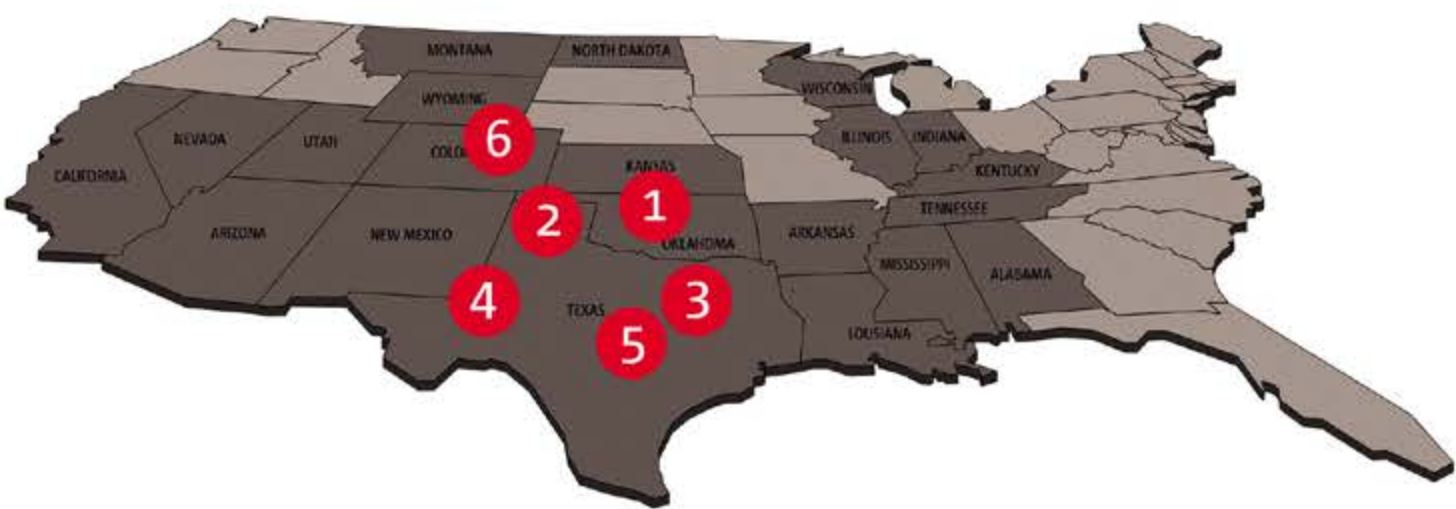 MONTANA
NORTH DAKOTA
WYOMING
WISCONSIN
6
NEVADA
UTAH
ILLINOIS
INDIANA
KANSAS
KENTUCKY
CALIFORNIA
1
2
TENNESSEE
ARIZONA
NEW MEXICO
OKLAHOMA
ARKANSAS
MISSISSIPPI
ALABAMA
4
3
TEXAS
5
LOUSIANA